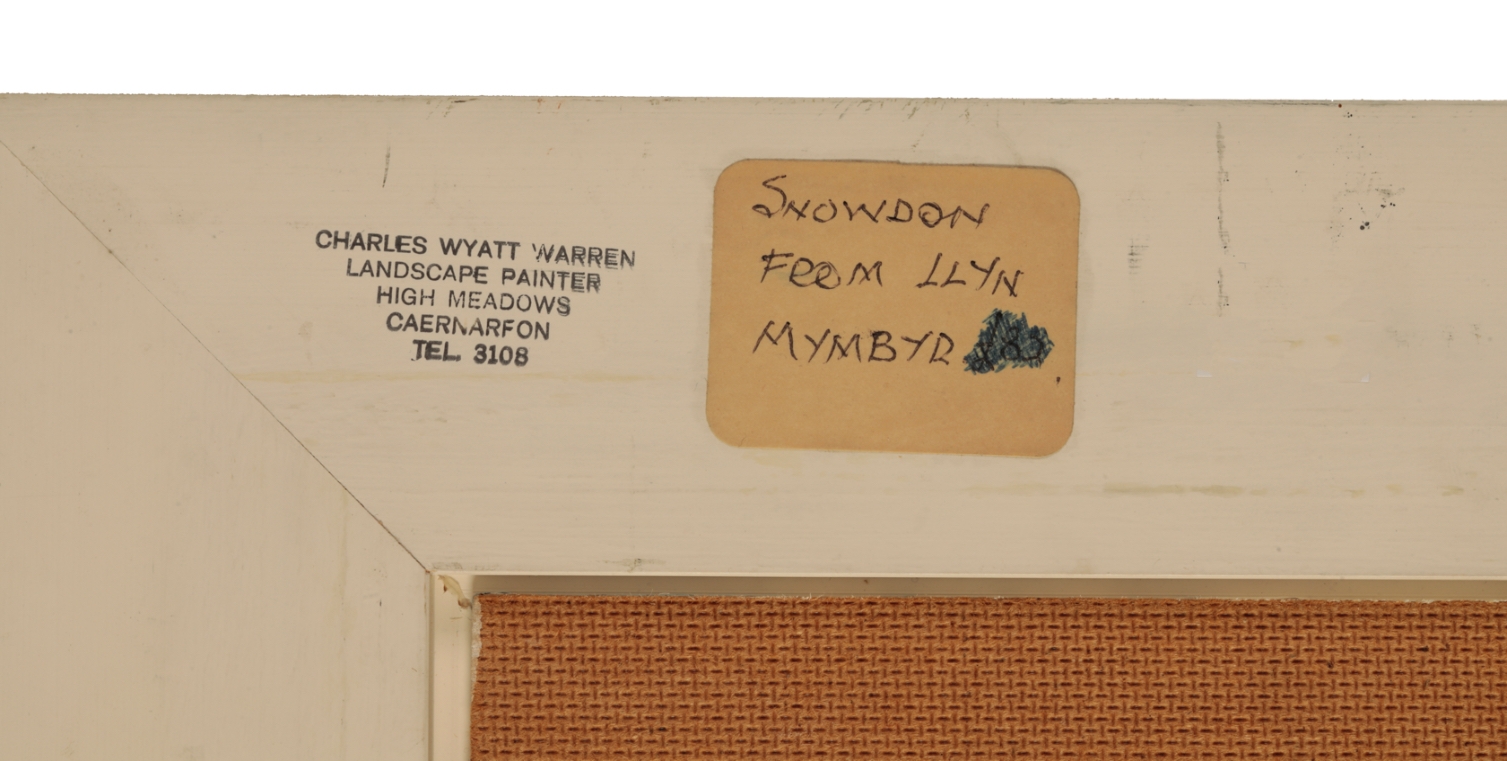 CHARLES WYATT WARREN
LANDSCAPE PAINTER
HIGH MEADOWS
CAERNARFON
TEL. 3108
SNOWDON
FROM LLYN
MYMBYR